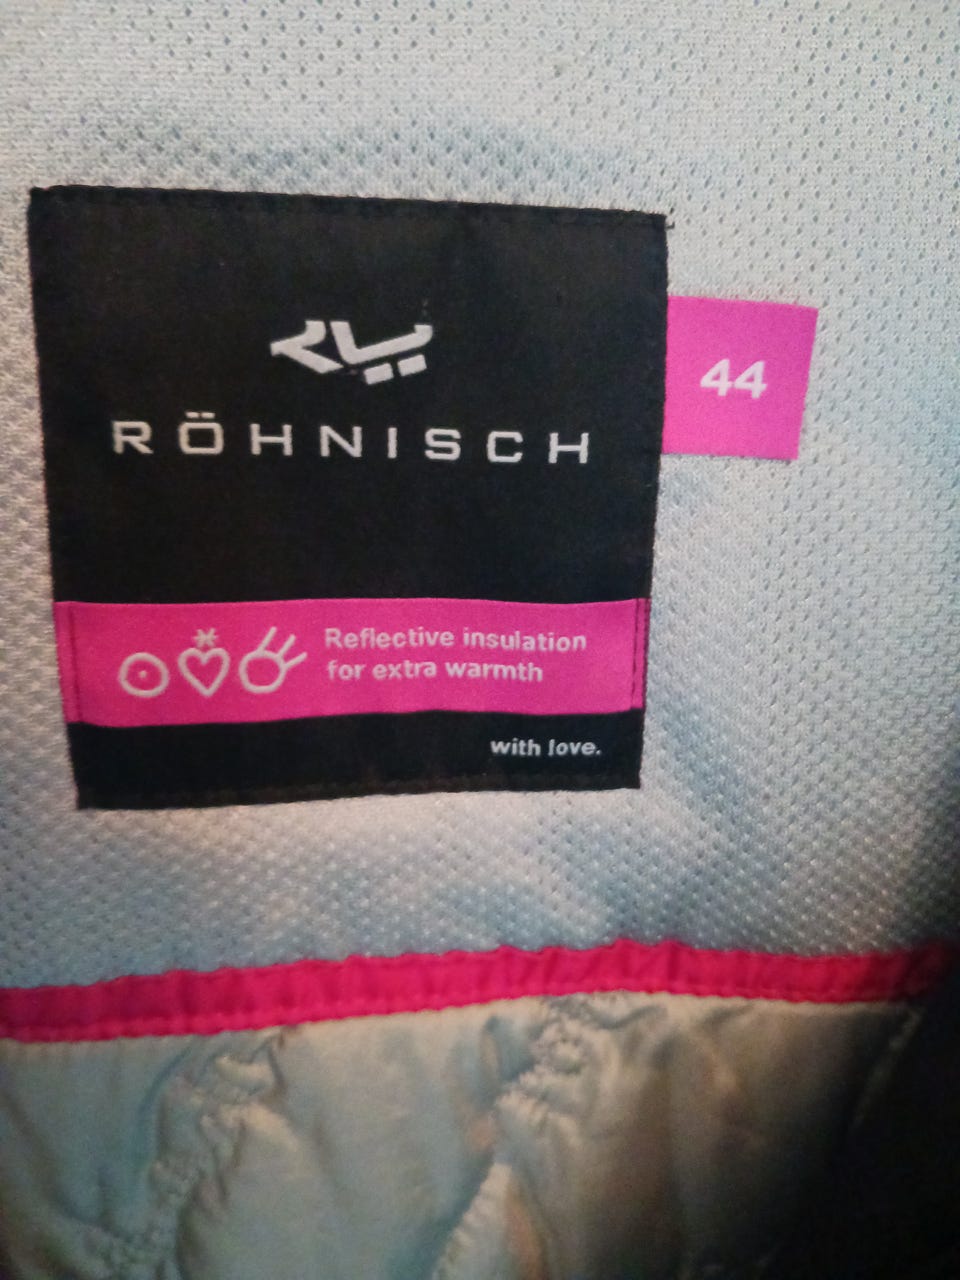 RÖHNISCH
44
Reflective insulation
for extra warmth
with love.